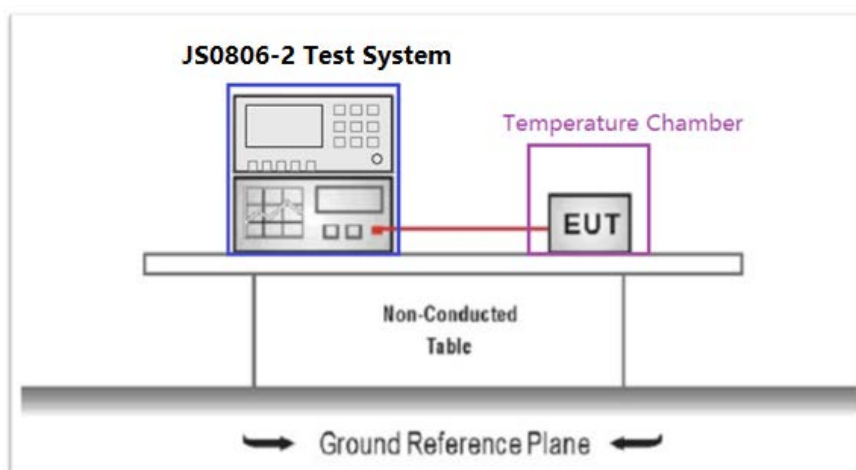 JS0806-2 Test System
Temperature Chamber
EUT
Non-Conducted
Table
Ground Reference Plane